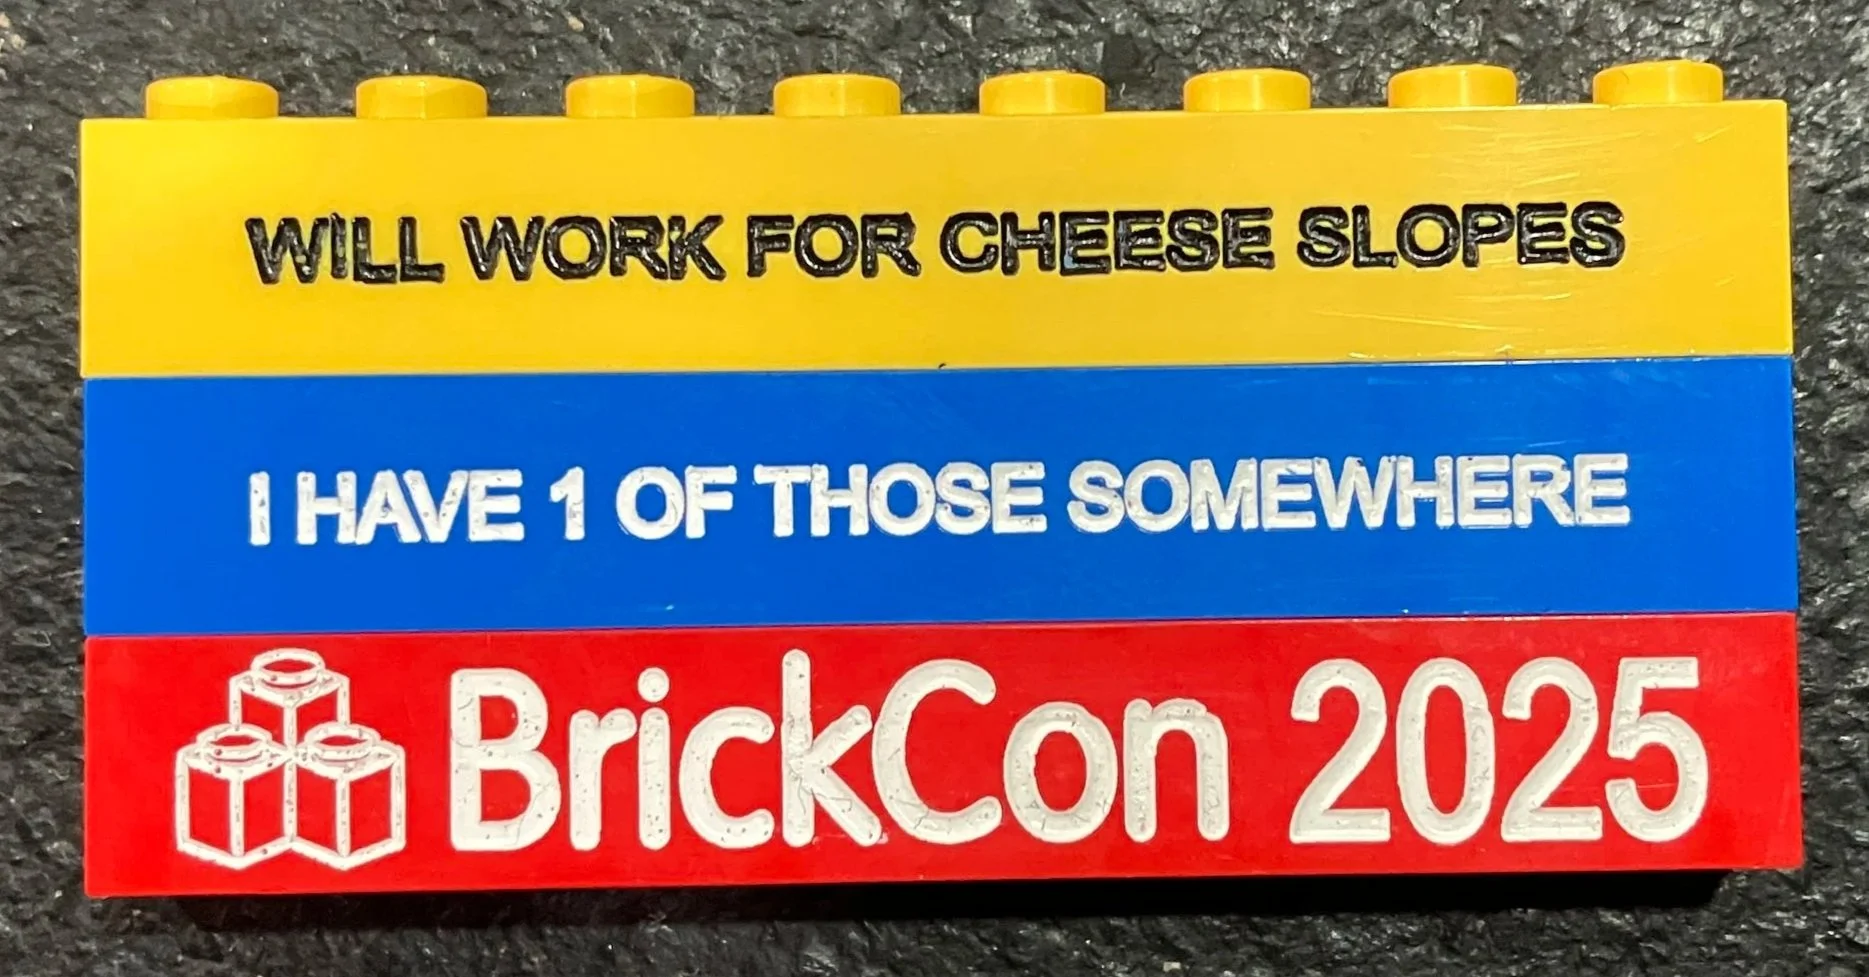 WILL WORK FOR CHEESE SLOPES
I HAVE 1 OF THOSE SOMEWHERE
BrickCon 2025